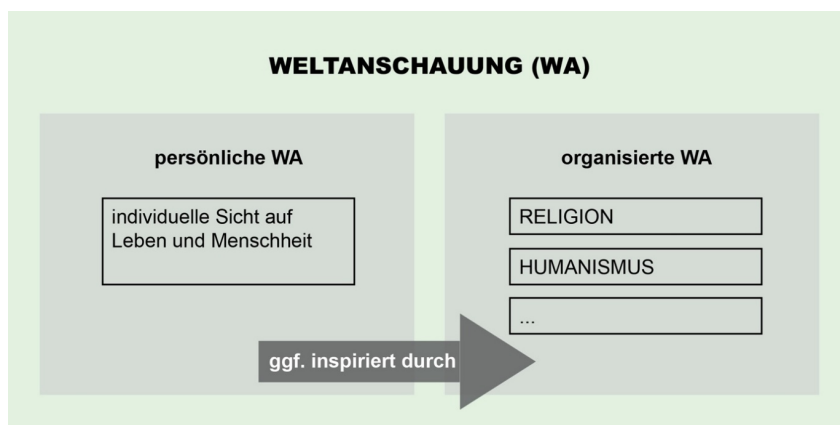 WELTANSCHAUUNG (WA)
persönliche WA
individuelle Sicht auf
Leben und Menschheit
organisierte WA
RELIGION
HUMANISMUS
...
ggf. inspiriert durch